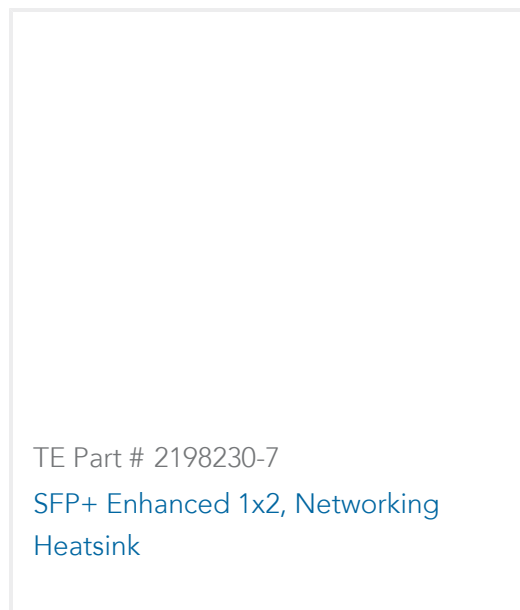 TE Part # 2198230-7
SFP+ Enhanced 1x2, Networking
Heatsink